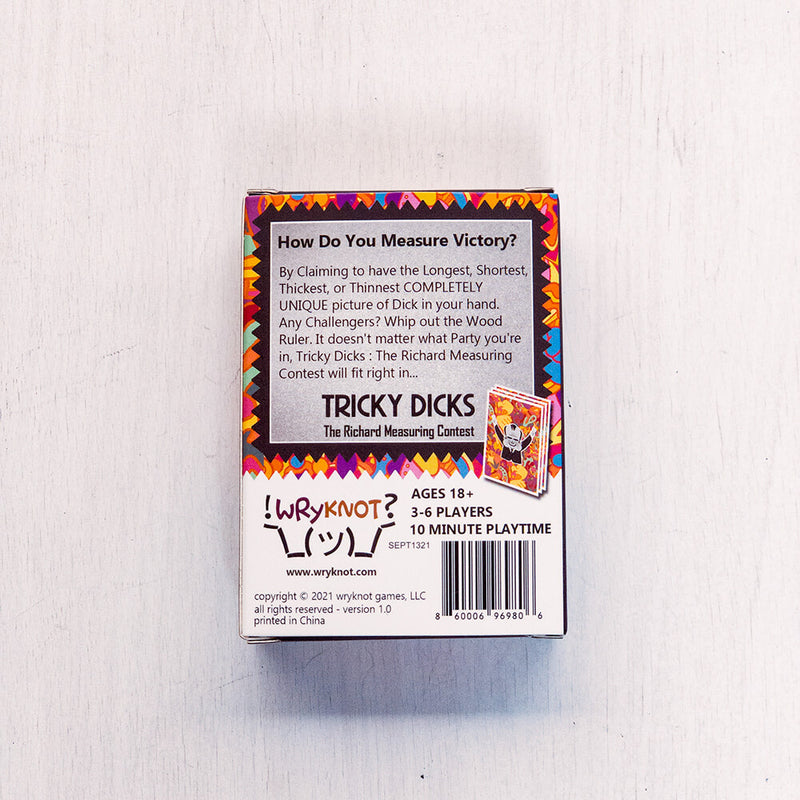 How Do You Measure Victory?
By Claiming to have the Longest, Shortest,
Thickest, or Thinnest COMPLETELY
UNIQUE picture of Dick in your hand.
Any Challengers? Whip out the Wood
Ruler. It doesn't matter what Party you're
in, Tricky Dicks : The Richard Measuring
Contest will fit right in...
TRICKY DICKS
The Richard Measuring Contest
!WRyKNOT?
¯\_(ツ)_/¯
www.wryknot.com
AGES 18+
3-6 PLAYERS
10 MINUTE PLAYTIME
SEPT1321
copyright © 2021 wryknot games, LLC
all rights reserved - version 1.0
printed in China
8 60006 96980 6